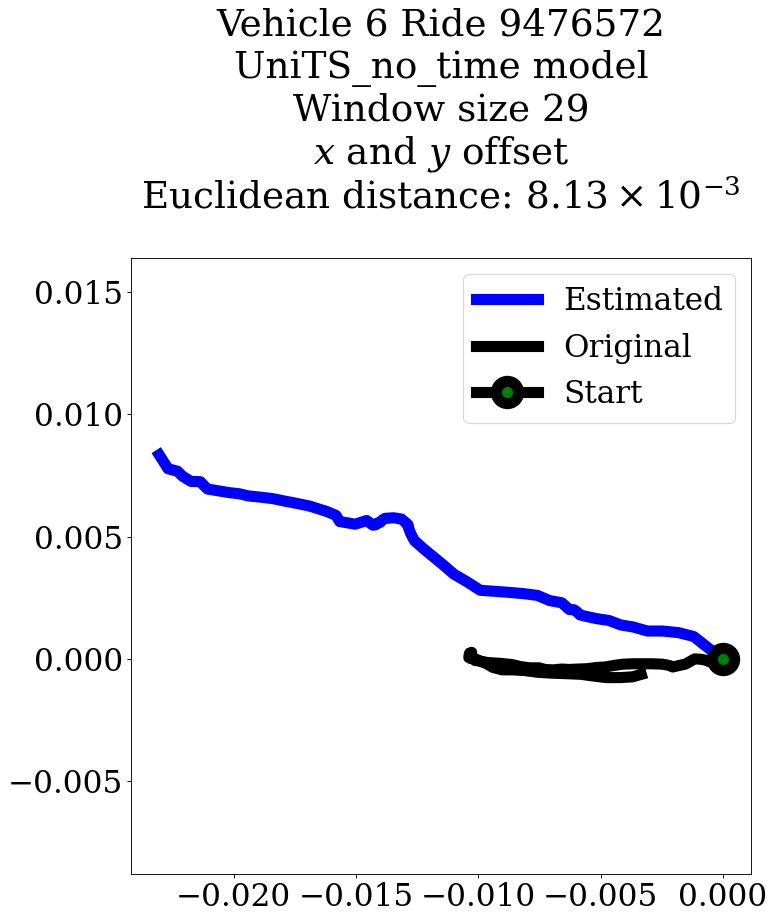 Vehicle 6 Ride 9476572
UniTS_no_time model
Window size 29
x and y offset
Euclidean distance: 8.13 × 10⁻³
0.015
0.010
0.005
0.000
−0.005
Estimated
Original
Start
−0.020 −0.015 −0.010 −0.005 0.000